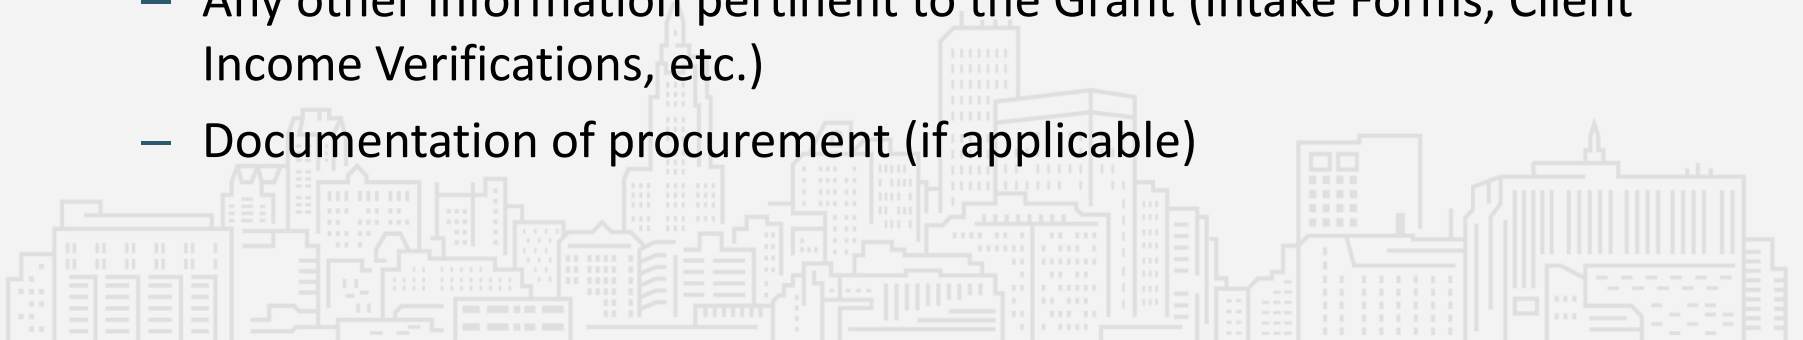 – Any other information pertinent to the Grant (Intake Forms, Client
Income Verifications, etc.)
– Documentation of procurement (if applicable)